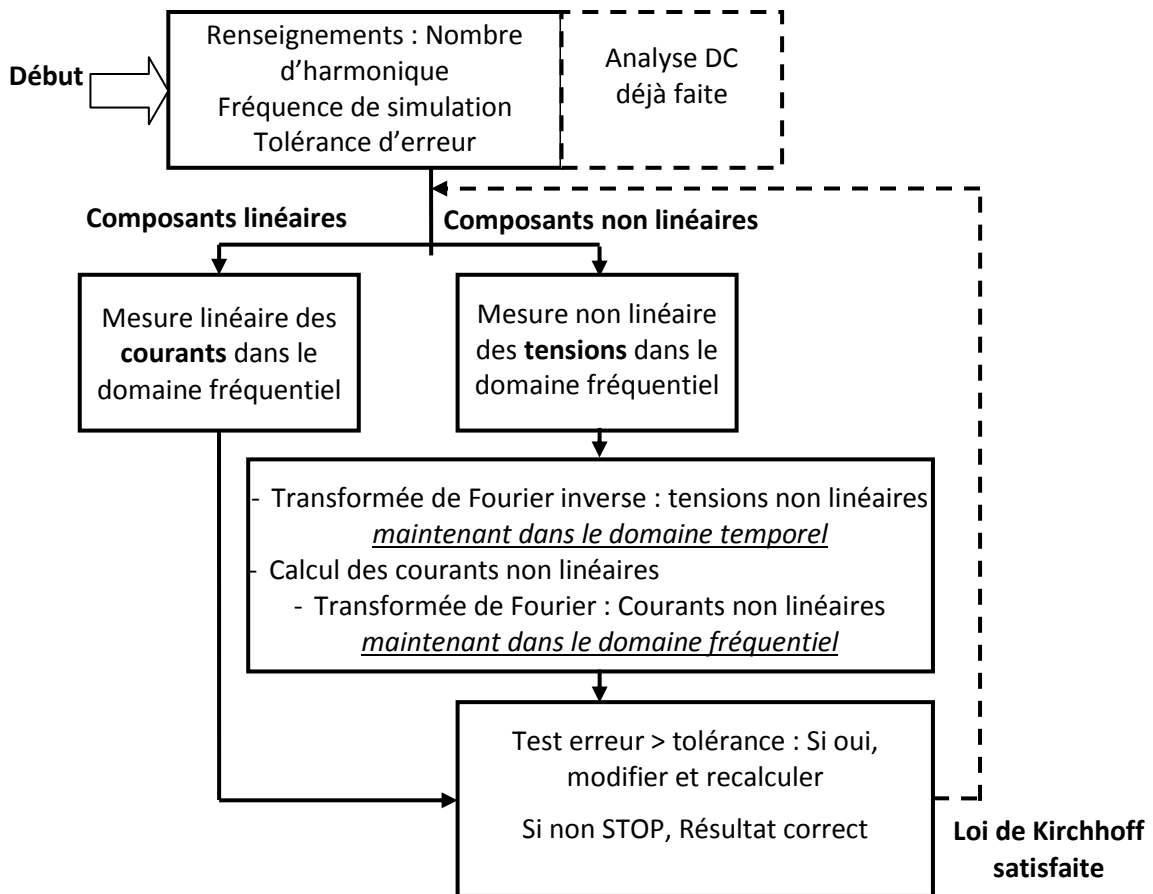 Début
Renseignements : Nombre
d’harmonique
Fréquence de simulation
Tolérance d’erreur
Analyse DC
déjà faite
Composants linéaires
Composants non linéaires
Mesure linéaire des
courants dans le
domaine fréquentiel
Mesure non linéaire
des tensions dans le
domaine fréquentiel
- Transformée de Fourier inverse : tensions non linéaires
maintenant dans le domaine temporel
- Calcul des courants non linéaires
- Transformée de Fourier : Courants non linéaires
maintenant dans le domaine fréquentiel
Test erreur > tolérance : Si oui,
modifier et recalculer
Si non STOP, Résultat correct
Loi de Kirchhoff
satisfaite